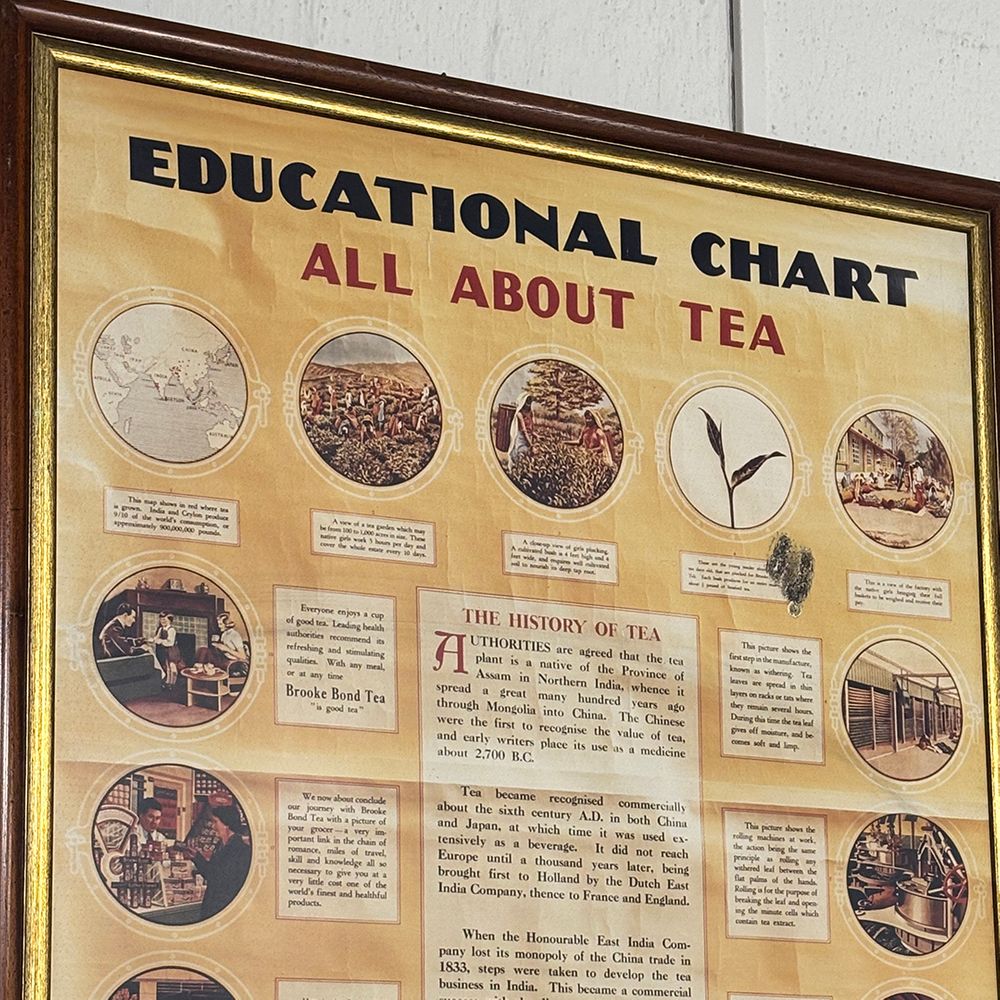 EDUCATIONAL CHART
ALL ABOUT TEA
CHINA
JAPAN
INDIA
AFRICA
CEYLON
AUSTRALIA
This map shows in red where tea
is grown. India and Ceylon produce
9/10 of the world's consumption, or
approximately 900,000,000 pounds.
A view of a tea garden which may
be from 100 to 1,000 acres in size. These
native girls work 5 hours per day and
cover the whole estate every 10 days.
A close-up view of girls plucking.
A cultivated bush is 4 feet high and 4
feet wide, and requires well cultivated
soil to nourish its deep tap root.
These are the young tender
This is a view of the factory with
the native girls bringing their full
baskets to be weighed and receive their
pay.
Everyone enjoys a cup
of good tea. Leading health
authorities recommend its
refreshing and stimulating
qualities. With any meal,
or at any time
Brooke Bond Tea
"is good tea"
THE HISTORY OF TEA
AUTHORITIES are agreed that the tea
plant is a native of the Province of
Assam in Northern India, whence it
spread a great many hundred years ago
through Mongolia into China. The Chinese
were the first to recognise the value of tea,
and early writers place its use as a medicine
about 2,700 B.C.
Tea became recognised commercially
about the sixth century A.D. in both China
and Japan, at which time it was used ex-
tensively as a beverage. It did not reach
Europe until a thousand years later, being
brought first to Holland by the Dutch East
India Company, thence to France and England.
When the Honourable East India Com-
pany lost its monopoly of the China trade in
1833, steps were taken to develop the tea
business in India. This became a commercial
This picture shows the
first step in the manufacture,
known as withering. Tea
leaves are spread in thin
layers on racks or tats where
they remain several hours.
During this time the tea leaf
gives off moisture, and be-
comes soft and limp.
We now about conclude
our journey with Brooke
Bond Tea with a picture of
your grocer—a very im-
portant link in the chain of
romance, miles of travel,
skill and knowledge all so
necessary to give you at a
very little cost one of the
world's finest and healthful
products.
This picture shows the
rolling machines at work,
the action being the same
principle as rolling any
withered leaf between the
flat palms of the hands.
Rolling is for the purpose of
breaking the leaf and open-
ing the minute cells which
contain tea extract.